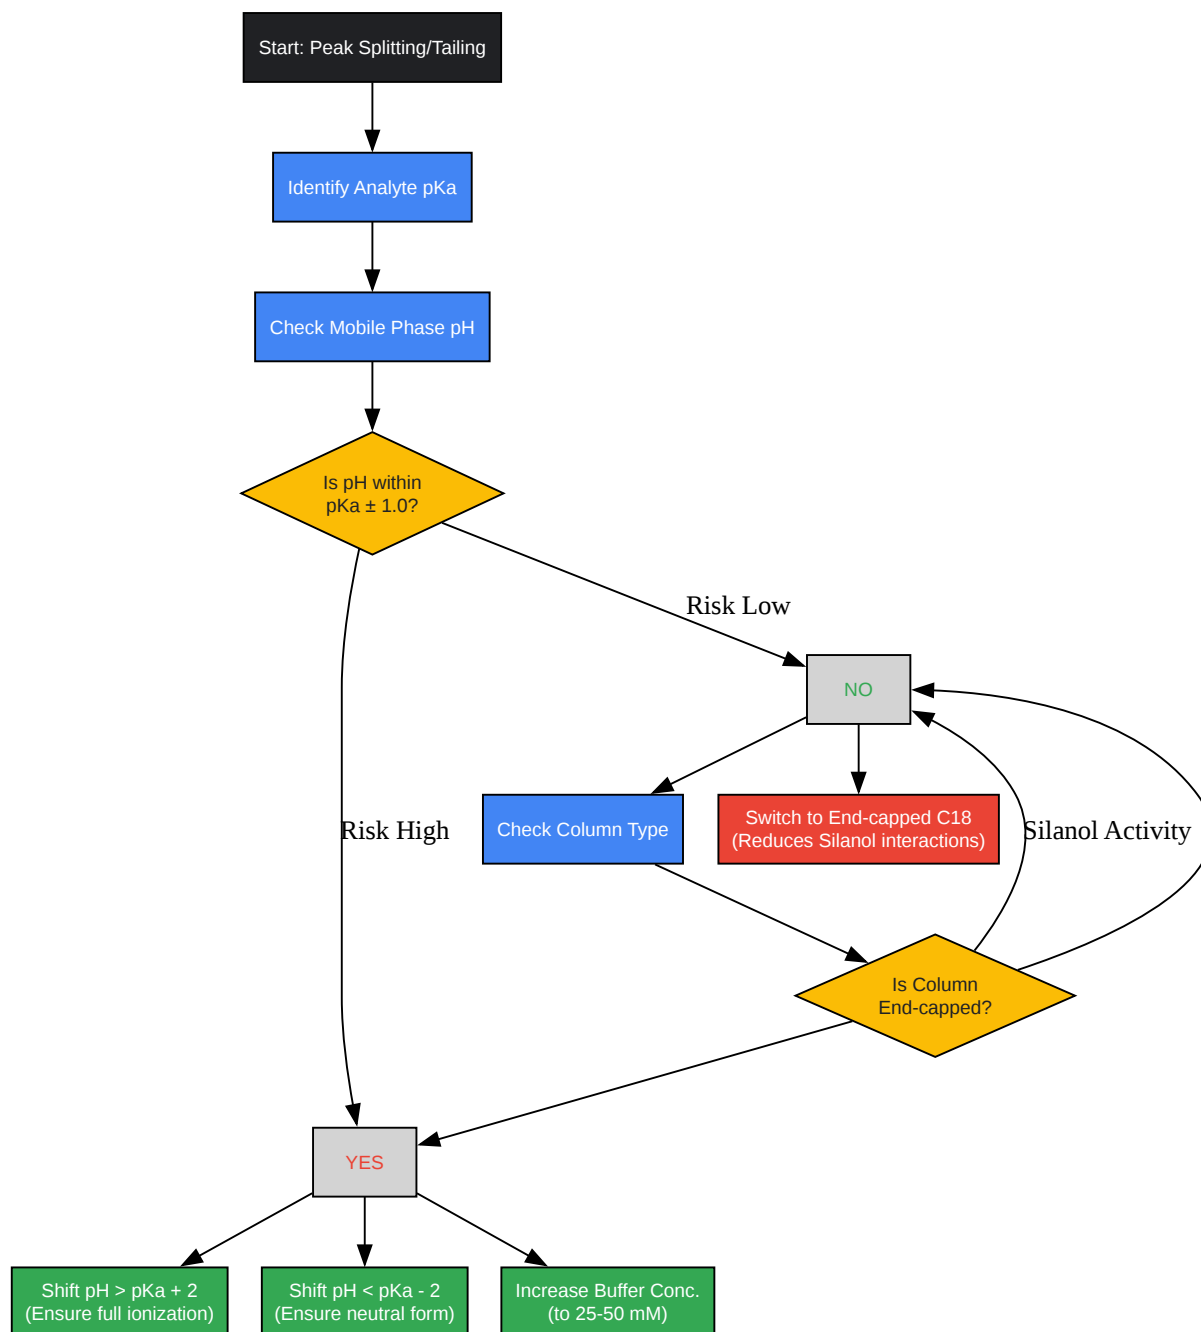 Start: Peak Splitting/Tailing
Identify Analyte pKa
Check Mobile Phase pH
Is pH within
pKa ± 1.0?
Risk Low
NO
Check Column Type
Switch to End-capped C18
(Reduces Silanol interactions)
Risk High
Silanol Activity
Is Column
End-capped?
YES
Shift pH > pKa + 2
(Ensure full ionization)
Shift pH < pKa - 2
(Ensure neutral form)
Increase Buffer Conc.
(to 25-50 mM)